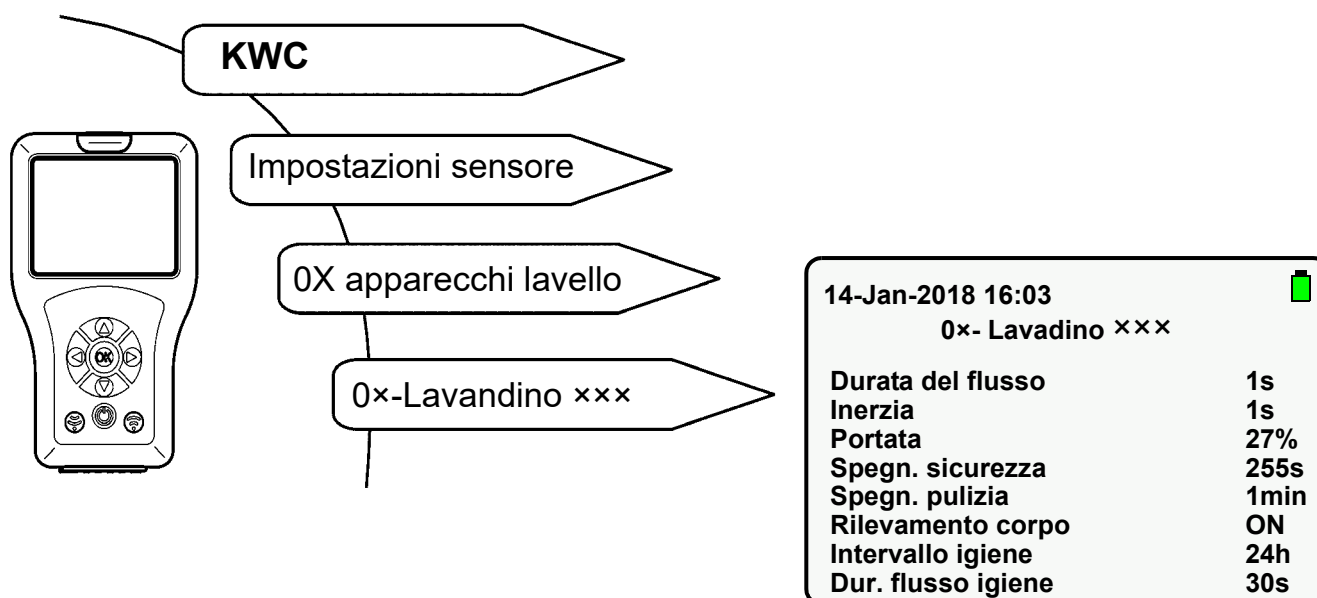 KWC
Impostazioni sensore
0X apparecchi lavello
0×-Lavandino ×××
OK
14-Jan-2018 16:03
0×- Lavadino ×××
Durata del flusso 1s
Inerzia 1s
Portata 27%
Spegn. sicurezza 255s
Spegn. pulizia 1min
Rilevamento corpo ON
Intervallo igiene 24h
Dur. flusso igiene 30s